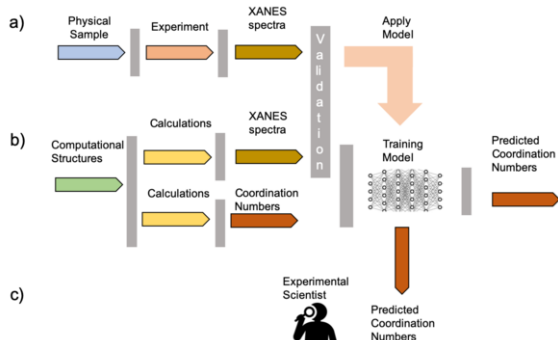 a)
Physical
Sample
Experiment
XANES
spectra
Validation
Apply
Model
b)
Computational
Structures
Calculations
XANES
spectra
Calculations
Coordination
Numbers
Training
Model
Predicted
Coordination
Numbers
c)
Experimental
Scientist
Predicted
Coordination
Numbers